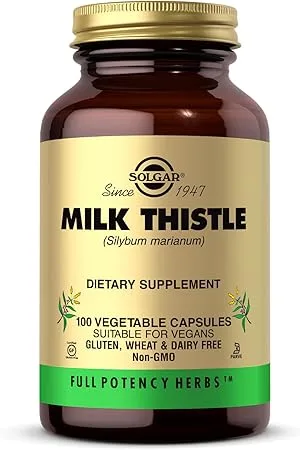 SOLGAR®
Since 1947
MILK THISTLE
(Silybum marianum)
DIETARY SUPPLEMENT
100 VEGETABLE CAPSULES
SUITABLE FOR VEGANS
GLUTEN, WHEAT & DAIRY FREE
Non-GMO
PARVE
FULL POTENCY HERBS™